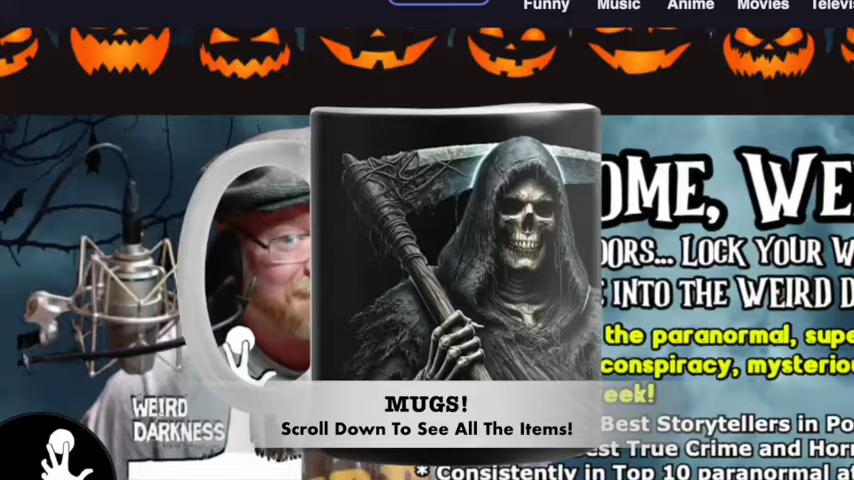 Funny Music Anime Movies Televis
OME, WE
OORS... LOCK YOUR W
E INTO THE WEIRD D
the paranormal, supe
conspiracy, mysteriou
eek!
Best Storytellers in Po
est True Crime and Horr
* Consistently in Top 10 paranormal a
WEIRD
DARKNESS
MUGS!
Scroll Down To See All The Items!